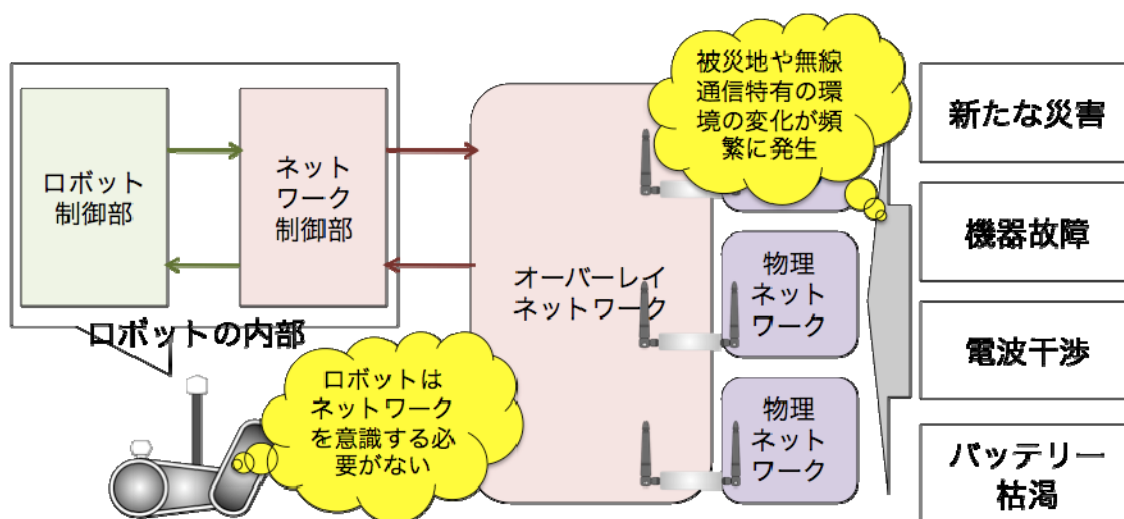 ロボット
制御部
ネット
ワーク
制御部
ロボットの内部
ロボットは
ネットワーク
を意識する必
要がない
オーバーレイ
ネットワーク
被災地や無線
通信特有の環
境の変化が頻
繁に発生
物理
ネット
ワーク
物理
ネット
ワーク
新たな災害
機器故障
電波干渉
バッテリー
枯渇